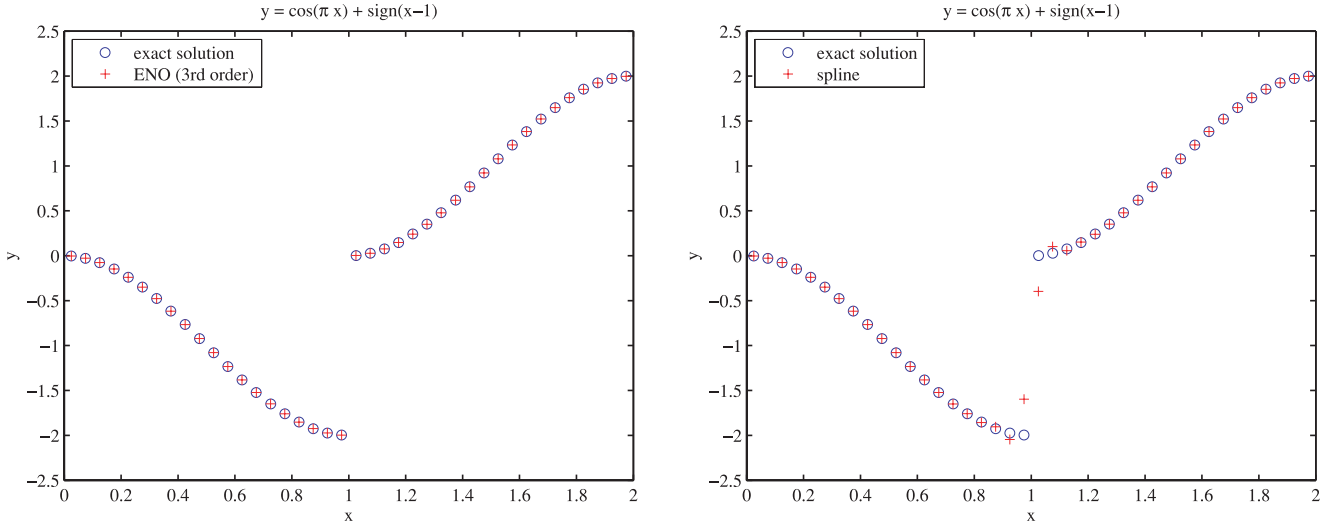 y = cos(π x) + sign(x−1)
2.5
2
1.5
1
0.5
0
−0.5
−1
−1.5
−2
−2.5
y
exact solution
ENO (3rd order)
0 0.2 0.4 0.6 0.8 1 1.2 1.4 1.6 1.8 2
x
y = cos(π x) + sign(x−1)
2.5
2
1.5
1
0.5
0
−0.5
−1
−1.5
−2
−2.5
y
exact solution
spline
0 0.2 0.4 0.6 0.8 1 1.2 1.4 1.6 1.8 2
x